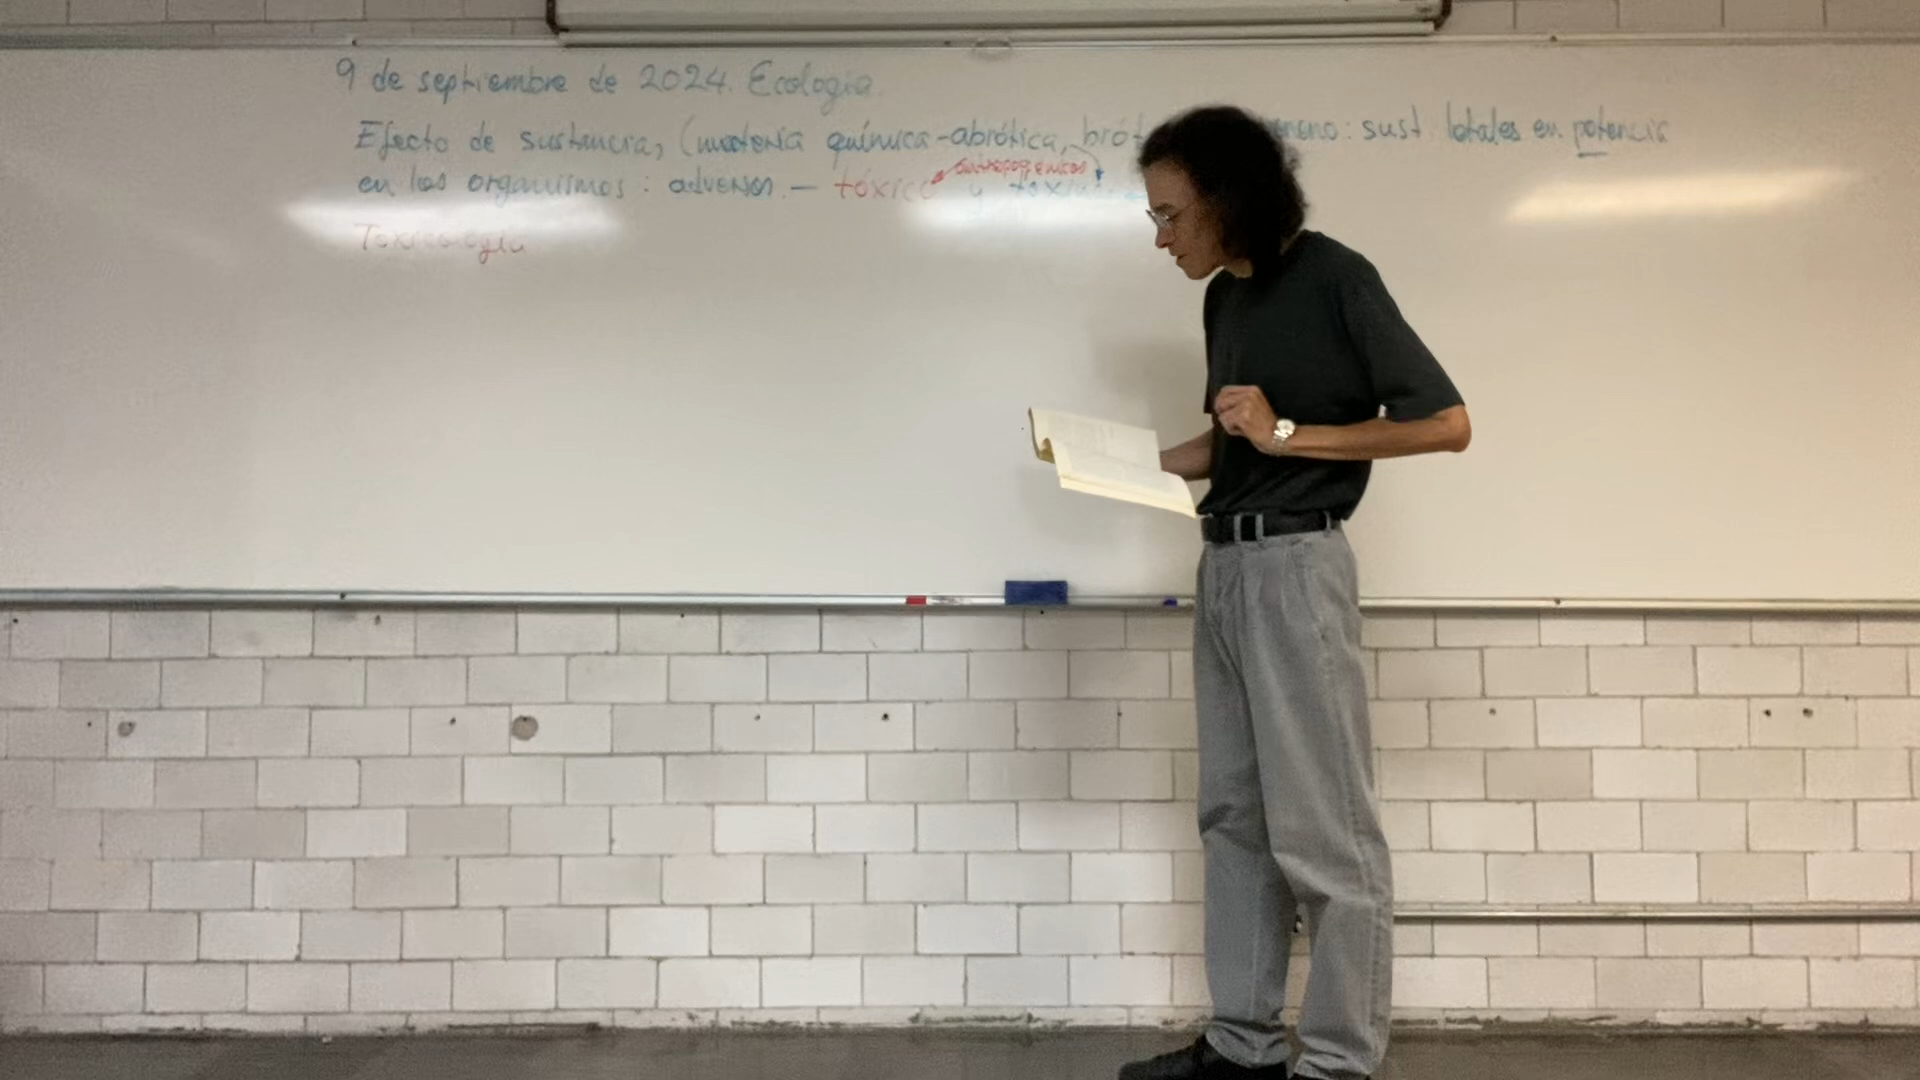 9 de septiembre de 2024. Ecología.
Efecto de sustancias, (materia química-abiótica, biót : sust. letales en potencia
antropogénicos
en los organismos : adversos. — tóxico y
Toxicología